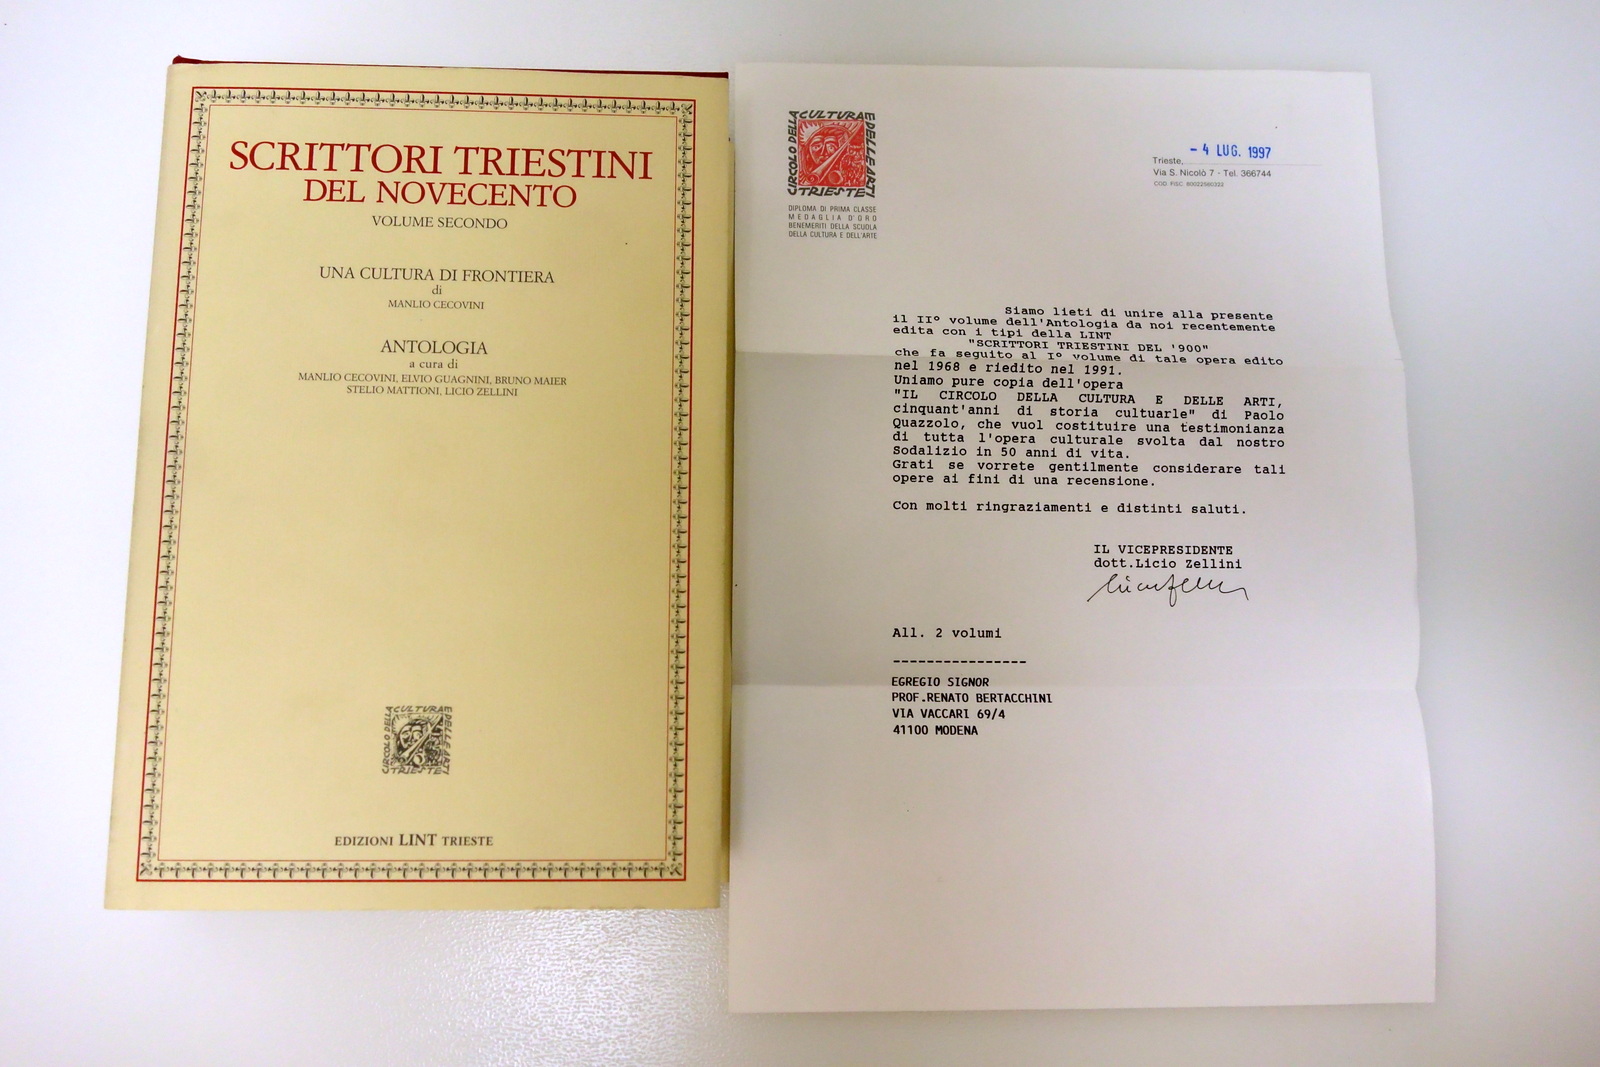 SCRITTORI TRIESTINI
DEL NOVECENTO
VOLUME SECONDO
UNA CULTURA DI FRONTIERA
di
MANLIO CECOVINI
ANTOLOGIA
a cura di
MANLIO CECOVINI, ELVIO GUAGNINI, BRUNO MAIER
STELIO MATTIONI, LICIO ZELLINI
CIRCOLO DELLA CULTURA E DELLE ARTI TRIESTE
EDIZIONI LINT TRIESTE
CIRCOLO DELLA CULTURA E DELLE ARTI TRIESTE
DIPLOMA DI PRIMA CLASSE
MEDAGLIA D'ORO
BENEMERITI DELLA SCUOLA
DELLA CULTURA E DELL'ARTE
Trieste, - 4 LUG. 1997
Via S. Nicolò 7 - Tel. 366744
COD. FISC.
Siamo lieti di unire alla presente
il II° volume dell'Antologia da noi recentemente
edita con i tipi della LINT
"SCRITTORI TRIESTINI DEL '900"
che fa seguito al I° volume di tale opera edito
nel 1968 e riedito nel 1991.
Uniamo pure copia dell'opera
"IL CIRCOLO DELLA CULTURA E DELLE ARTI,
cinquant'anni di storia cultuarle" di Paolo
Quazzolo, che vuol costituire una testimonianza
di tutta l'opera culturale svolta dal nostro
Sodalizio in 50 anni di vita.
Grati se vorrete gentilmente considerare tali
opere ai fini di una recensione.
Con molti ringraziamenti e distinti saluti.
IL VICEPRESIDENTE
dott.Licio Zellini
All. 2 volumi
----------------
EGREGIO SIGNOR
PROF.RENATO BERTACCHINI
VIA VACCARI 69/4
41100 MODENA